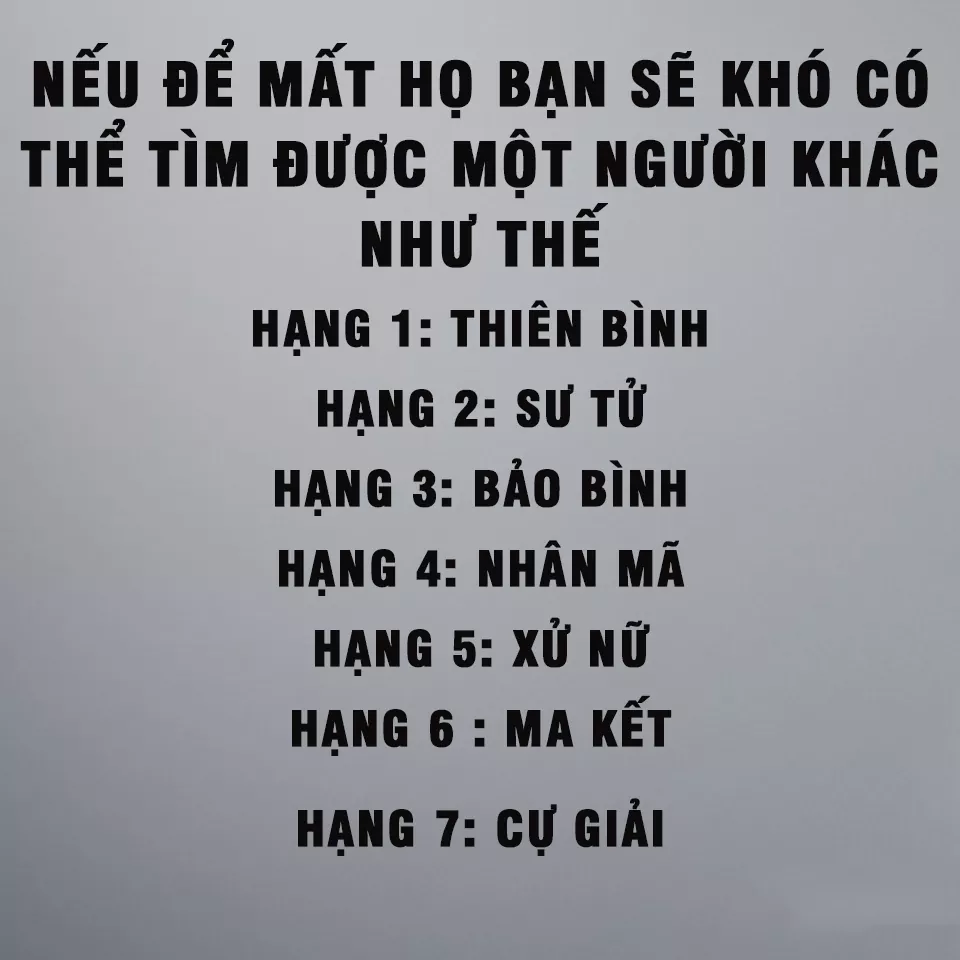 NẾU ĐỂ MẤT HỌ BẠN SẼ KHÓ CÓ
THỂ TÌM ĐƯỢC MỘT NGƯỜI KHÁC
NHƯ THẾ
HẠNG 1: THIÊN BÌNH
HẠNG 2: SƯ TỬ
HẠNG 3: BẢO BÌNH
HẠNG 4: NHÂN MÃ
HẠNG 5: XỬ NỮ
HẠNG 6 : MA KẾT
HẠNG 7: CỰ GIẢI